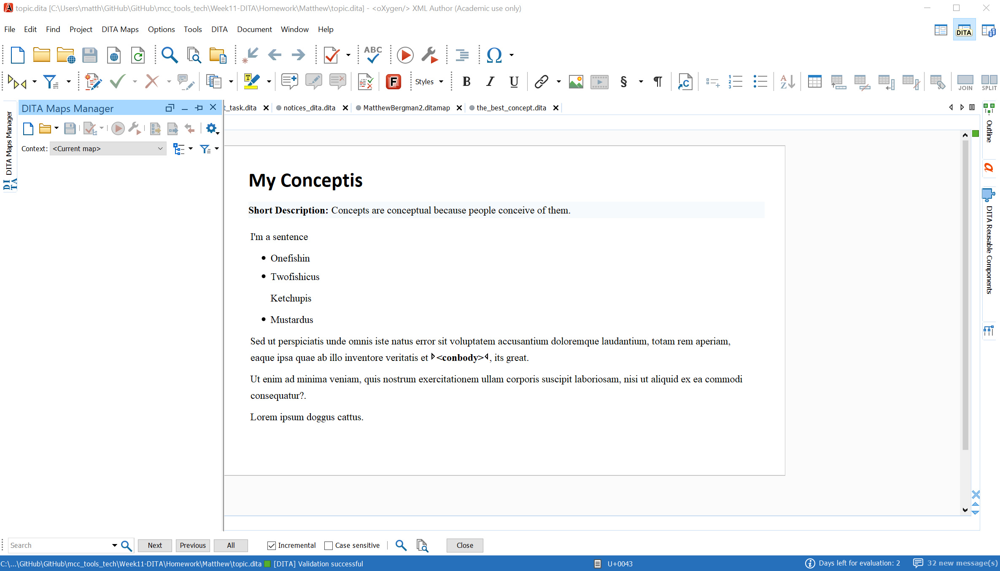 topic.dita [C:\Users\matth\GitHub\GitHub\mcc_tools_tech\Week11-DITA\Homework\Matthew\topic.dita] - <oXygen/> XML Author (Academic use only)
File Edit Find Project DITA Maps Options Tools DITA Document Window Help
DITA
ABC
Styles B I U § ¶ JOIN SPLIT
DITA Maps Manager
t_task.dita notices_dita.dita MatthewBergman2.ditamap the_best_concept.dita
Context: <Current map>
DITA Maps Manager
Outline
DITA Reusable Components
My Conceptis
Short Description: Concepts are conceptual because people conceive of them.
I'm a sentence
Onefishin
Twofishicus
Ketchupis
Mustardus
Sed ut perspiciatis unde omnis iste natus error sit voluptatem accusantium doloremque laudantium, totam rem aperiam,
eaque ipsa quae ab illo inventore veritatis et <conbody>, its great.
Ut enim ad minima veniam, quis nostrum exercitationem ullam corporis suscipit laboriosam, nisi ut aliquid ex ea commodi
consequatur?.
Lorem ipsum doggus cattus.
Search Next Previous All Incremental Case sensitive Close
C:\...\GitHub\GitHub\mcc_tools_tech\Week11-DITA\Homework\Matthew\topic.dita [DITA] Validation successful U+0043 Days left for evaluation: 2 32 new message(s)